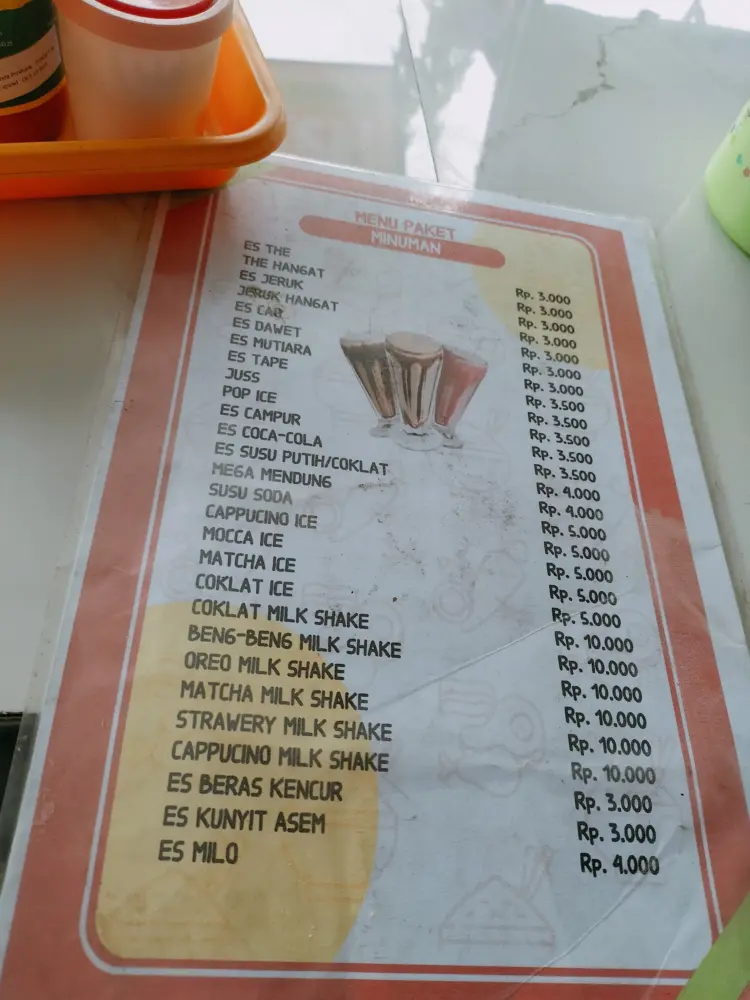 MENU PAKET
MINUMAN
ES THE Rp. 3.000
THE HANGAT Rp. 3.000
ES JERUK Rp. 3.000
JERUK HANGAT Rp. 3.000
ES CAO Rp. 3.000
ES DAWET Rp. 3.000
ES MUTIARA Rp. 3.000
ES TAPE Rp. 3.500
JUSS Rp. 3.500
POP ICE Rp. 3.500
ES CAMPUR Rp. 3.500
ES COCA-COLA Rp. 3.500
ES SUSU PUTIH/COKLAT Rp. 4.000
MEGA MENDUNG Rp. 4.000
SUSU SODA Rp. 5.000
CAPPUCINO ICE Rp. 5.000
MOCCA ICE Rp. 5.000
MATCHA ICE Rp. 5.000
COKLAT ICE Rp. 5.000
COKLAT MILK SHAKE Rp. 10.000
BENG-BENG MILK SHAKE Rp. 10.000
OREO MILK SHAKE Rp. 10.000
MATCHA MILK SHAKE Rp. 10.000
STRAWERY MILK SHAKE Rp. 10.000
CAPPUCINO MILK SHAKE Rp. 10.000
ES BERAS KENCUR Rp. 3.000
ES KUNYIT ASEM Rp. 3.000
ES MILO Rp. 4.000